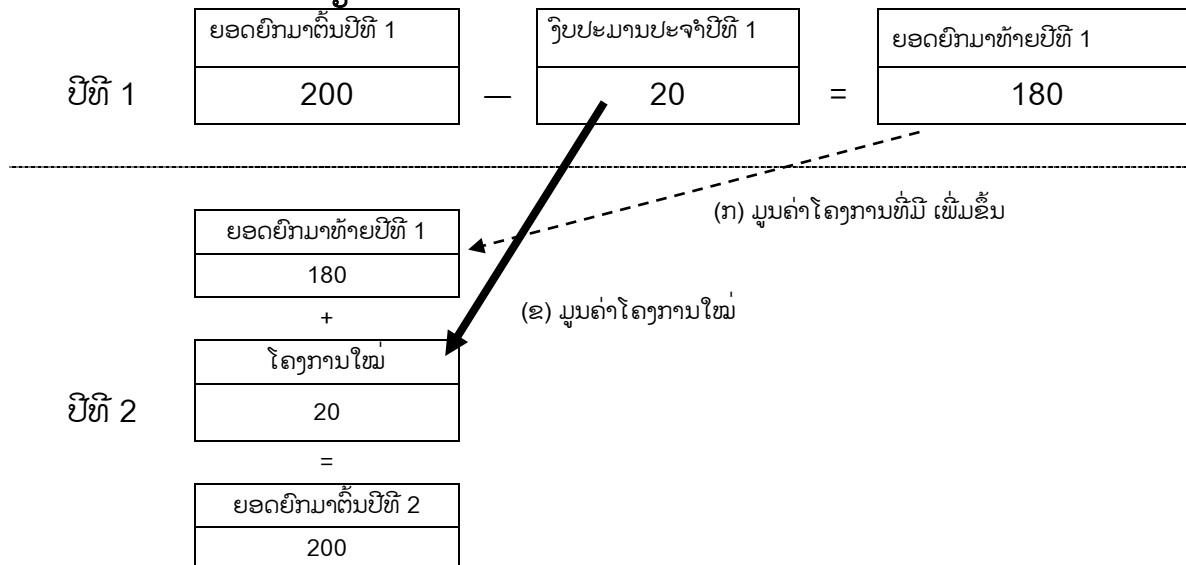 ຍອດຍົກມາຕົ້ນປີທີ 1
ງົບປະມານປະຈຳປີທີ 1
ຍອດຍົກມາທ້າຍປີທີ 1
ປີທີ 1
200
—
20
=
180
(ກ) ມູນຄ່າໂຄງການທີ່ມີ ເພີ່ມຂຶ້ນ
ຍອດຍົກມາທ້າຍປີທີ 1
180
+
(ຂ) ມູນຄ່າໂຄງການໃໝ່
ໂຄງການໃໝ່
ປີທີ 2
20
=
ຍອດຍົກມາຕົ້ນປີທີ 2
200